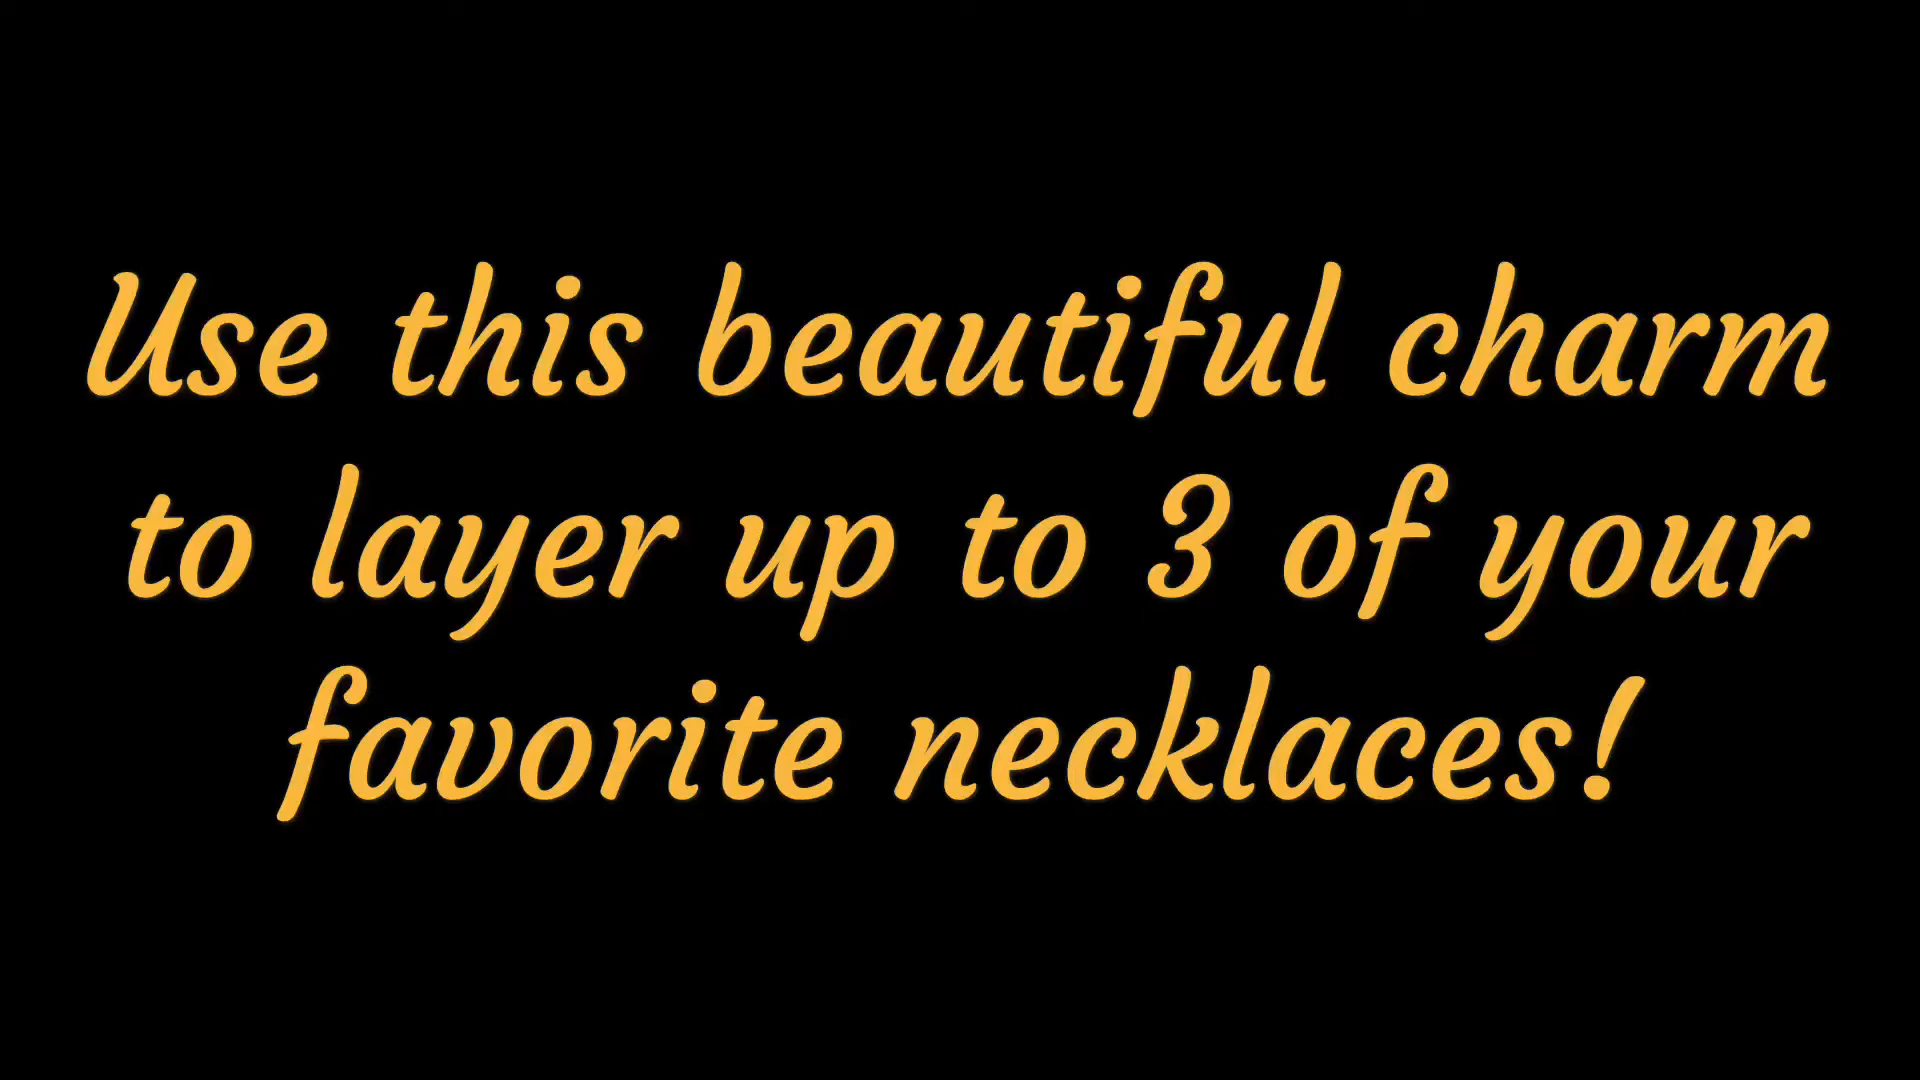 Use this beautiful charm
to layer up to 3 of your
favorite necklaces!